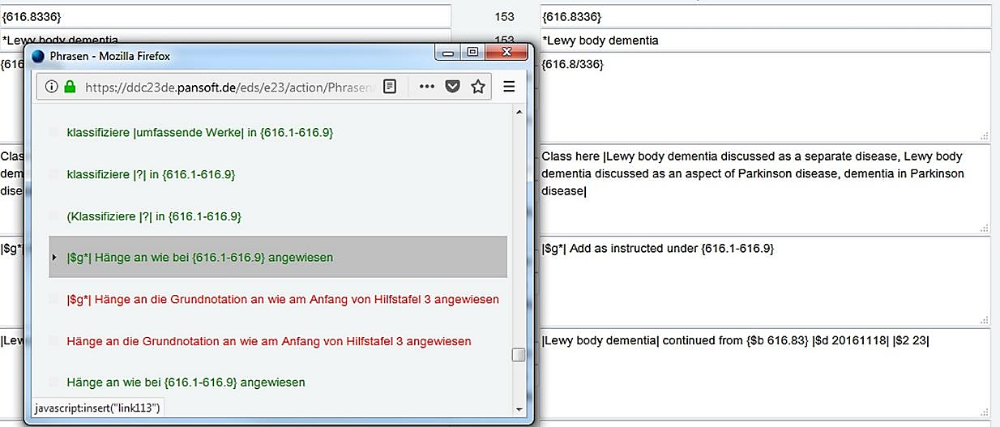 {616.8336}
153
{616.8336}
*Lewy body dementia
153
*Lewy body dementia
{616
{616.8/336}
Clas
dem
dise
Class here |Lewy body dementia discussed as a separate disease, Lewy body
dementia discussed as an aspect of Parkinson disease, dementia in Parkinson
disease|
|$g*|
|$g*| Add as instructed under {616.1-616.9}
|Lew
|Lewy body dementia| continued from {$b 616.83} |$d 20161118| |$2 23|
Phrasen - Mozilla Firefox
https://ddc23de.pansoft.de/eds/e23/action/Phrasen
klassifiziere |umfassende Werke| in {616.1-616.9}
klassifiziere |?| in {616.1-616.9}
(Klassifiziere |?| in {616.1-616.9}
|$g*| Hänge an wie bei {616.1-616.9} angewiesen
|$g*| Hänge an die Grundnotation an wie am Anfang von Hilfstafel 3 angewiesen
Hänge an die Grundnotation an wie am Anfang von Hilfstafel 3 angewiesen
Hänge an wie bei {616.1-616.9} angewiesen
javascript:insert("link113")